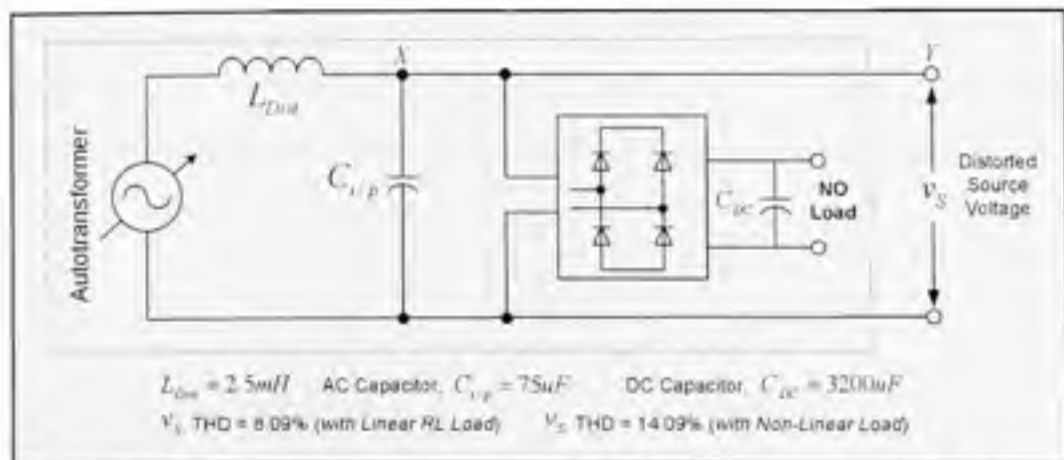 X
Y
L_Dist
Autotransformer
C_i/p
C_DC
NO
Load
v_S
Distorted
Source
Voltage
L_Dist = 2.5mH AC Capacitor, C_i/p = 75uF DC Capacitor, C_DC = 3200uF
v_S THD = 8.09% (with Linear RL Load) v_S THD = 14.09% (with Non-Linear Load)